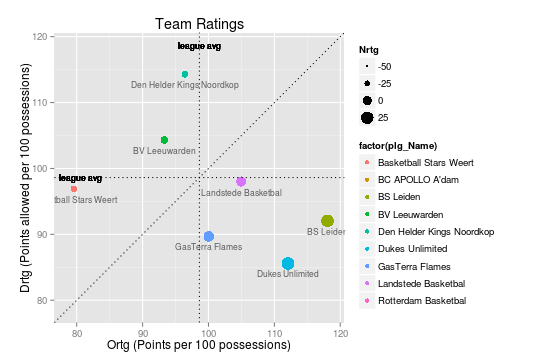 Team Ratings
Drtg (Points allowed per 100 possessions)
120
110
100
90
80
league avg
Den Helder Kings Noordkop
BV Leeuwarden
league avg
tball Stars Weert
Landstede Basketbal
BS Leiden
GasTerra Flames
Dukes Unlimited
80
90
100
110
120
Ortg (Points per 100 possessions)
Nrtg
-50
-25
0
25
factor(plg_Name)
Basketball Stars Weert
BC APOLLO A'dam
BS Leiden
BV Leeuwarden
Den Helder Kings Noordkop
Dukes Unlimited
GasTerra Flames
Landstede Basketbal
Rotterdam Basketbal